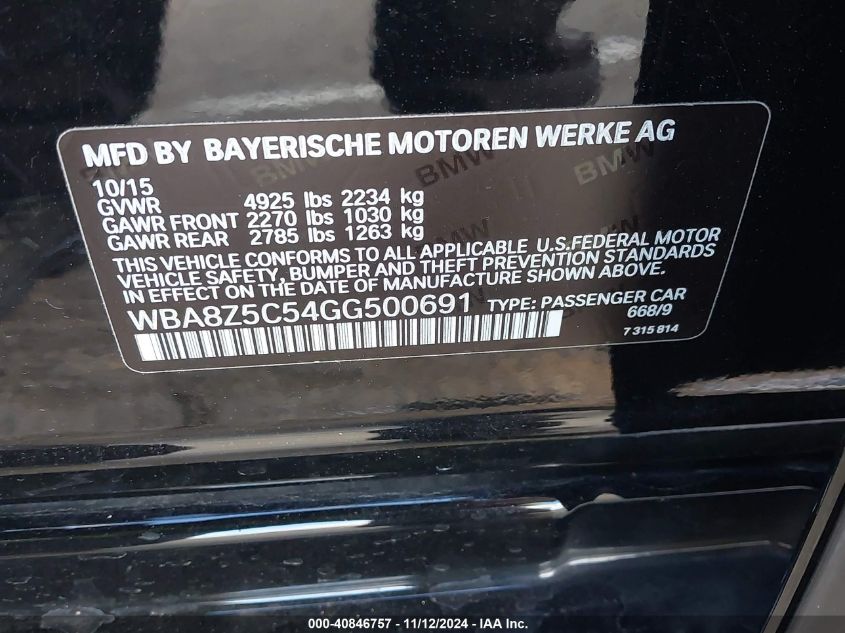 MFD BY BAYERISCHE MOTOREN WERKE AG
10/15
GVWR 4925 lbs 2234 kg
GAWR FRONT 2270 lbs 1030 kg
GAWR REAR 2785 lbs 1263 kg
THIS VEHICLE CONFORMS TO ALL APPLICABLE U.S.FEDERAL MOTOR
VEHICLE SAFETY, BUMPER AND THEFT PREVENTION STANDARDS
IN EFFECT ON THE DATE OF MANUFACTURE SHOWN ABOVE.
WBA8Z5C54GG500691 TYPE: PASSENGER CAR
668/9
7 315 814
BMW
BMW
BMW
000-40846757 - 11/12/2024 - IAA Inc.